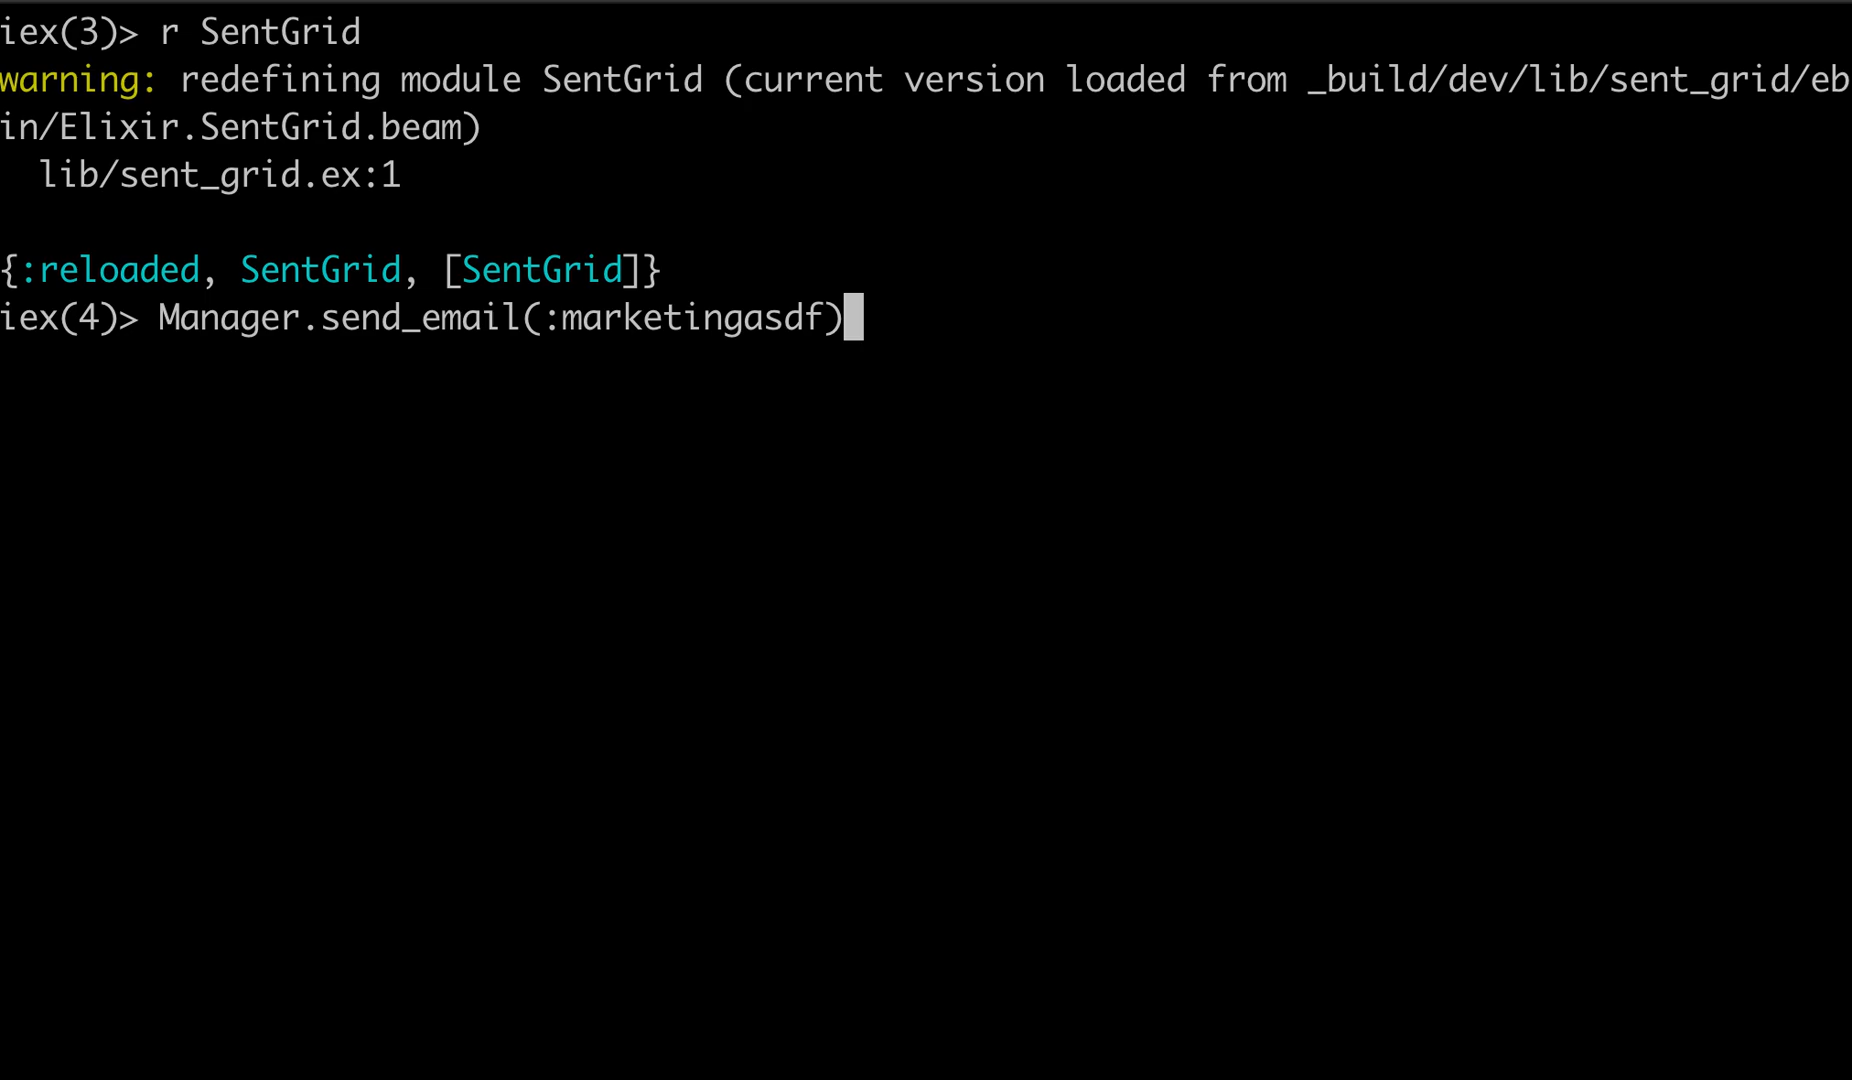 iex(3)> r SentGrid
warning: redefining module SentGrid (current version loaded from _build/dev/lib/sent_grid/eb
in/Elixir.SentGrid.beam)
  lib/sent_grid.ex:1
{:reloaded, SentGrid, [SentGrid]}
iex(4)> Manager.send_email(:marketingasdf)